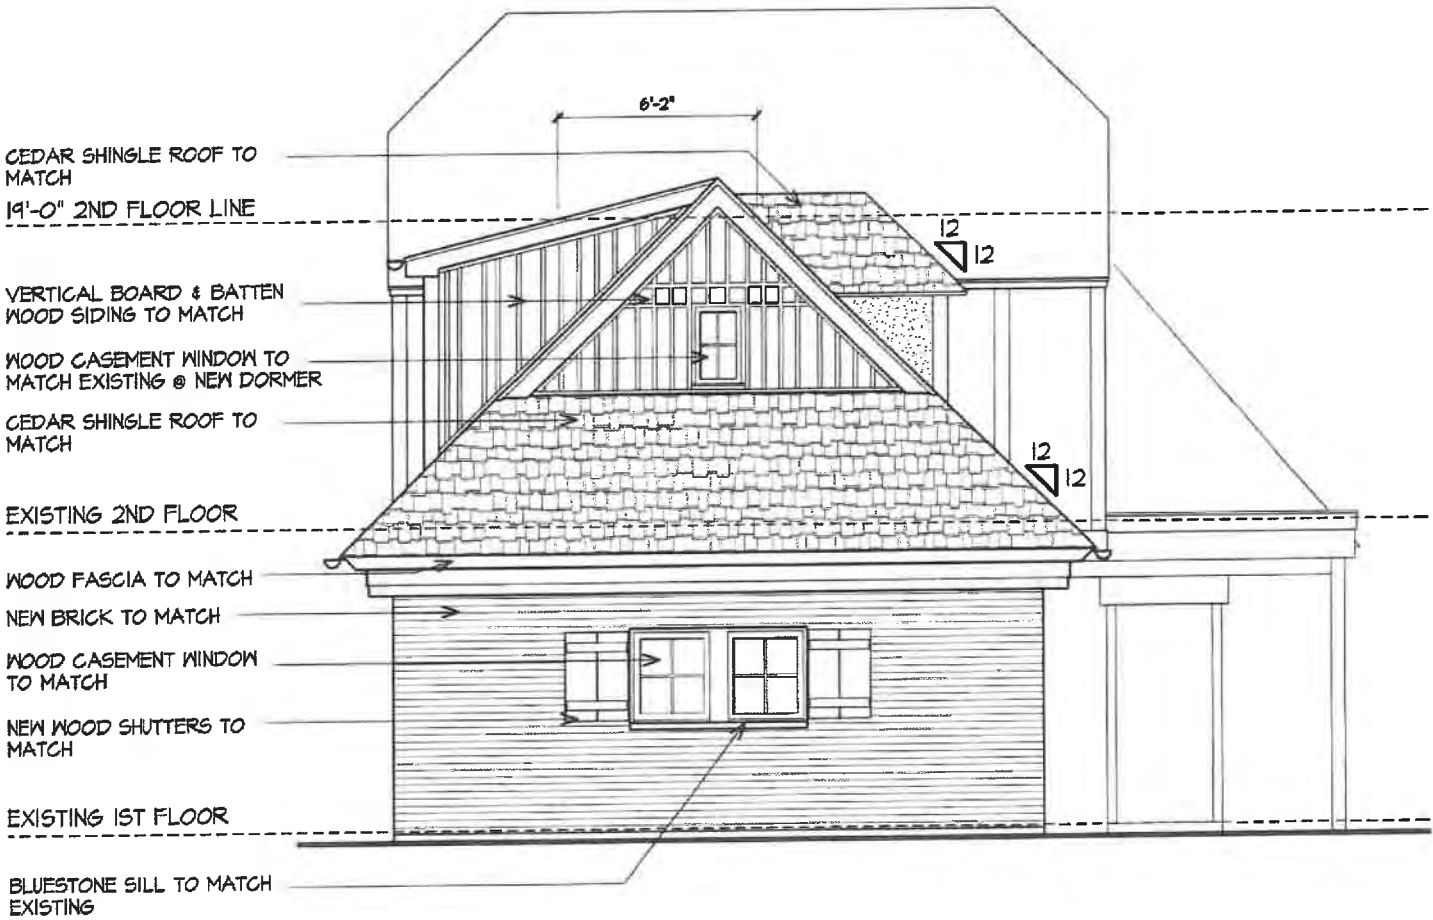 6'-2"
CEDAR SHINGLE ROOF TO
MATCH
19'-0" 2ND FLOOR LINE
12
12
VERTICAL BOARD & BATTEN
WOOD SIDING TO MATCH
WOOD CASEMENT WINDOW TO
MATCH EXISTING @ NEW DORMER
CEDAR SHINGLE ROOF TO
MATCH
12
12
EXISTING 2ND FLOOR
WOOD FASCIA TO MATCH
NEW BRICK TO MATCH
WOOD CASEMENT WINDOW
TO MATCH
NEW WOOD SHUTTERS TO
MATCH
EXISTING 1ST FLOOR
BLUESTONE SILL TO MATCH
EXISTING